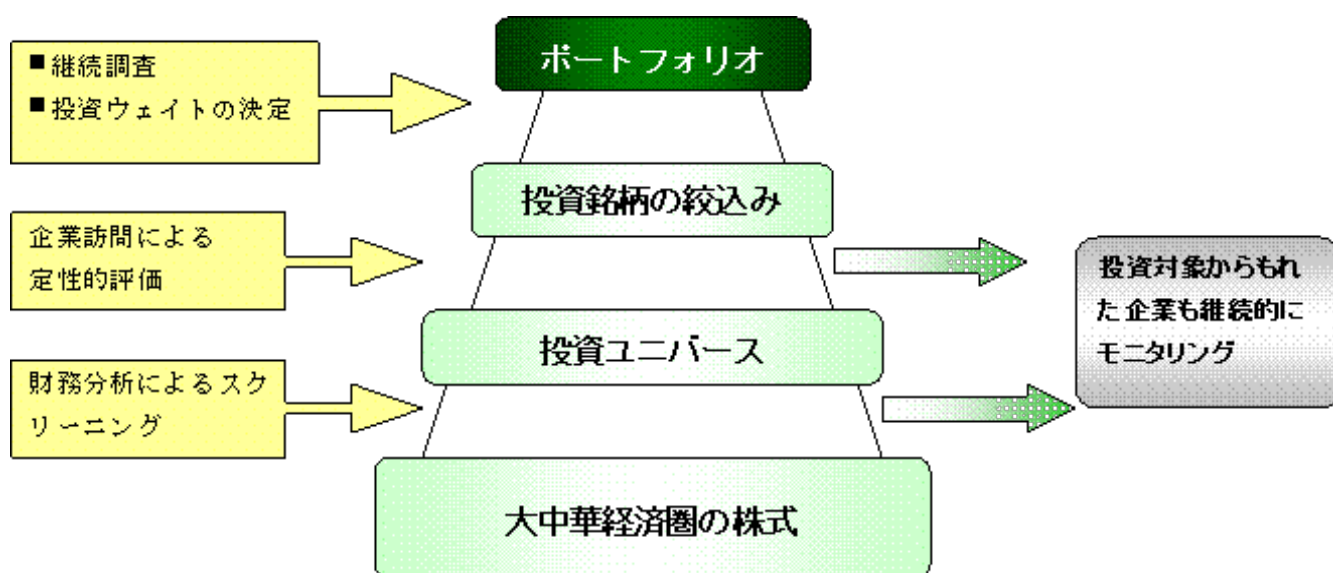 ■継続調査
■投資ウェイトの決定
ポートフォリオ
投資銘柄の絞込み
企業訪問による
定性的評価
投資対象からもれ
た企業も継続的に
モニタリング
投資ユニバース
財務分析によるスク
リーニング
大中華経済圏の株式